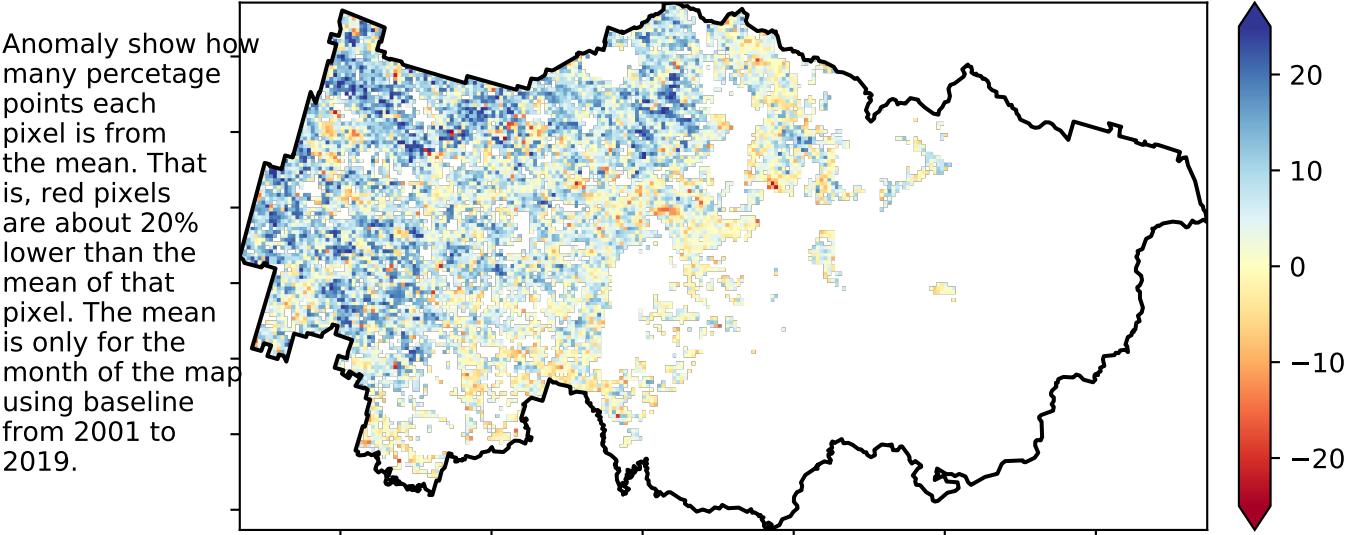 Anomaly show how
many percetage
points each
pixel is from
the mean. That
is, red pixels
are about 20%
lower than the
mean of that
pixel. The mean
is only for the
month of the map
using baseline
from 2001 to
2019.
20
10
0
−10
−20